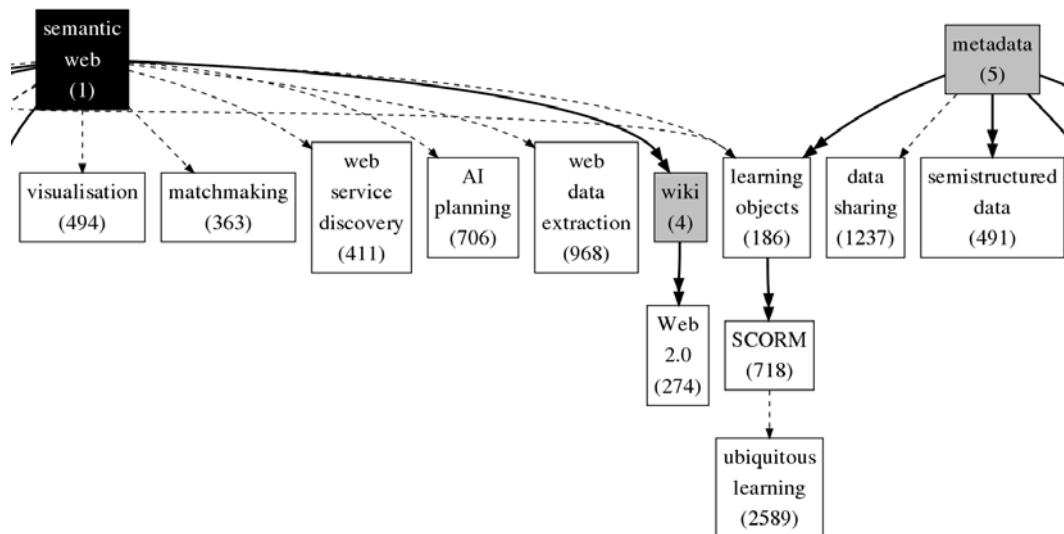 semantic
web
(1)
metadata
(5)
visualisation
(494)
matchmaking
(363)
web
service
discovery
(411)
AI
planning
(706)
web
data
extraction
(968)
wiki
(4)
learning
objects
(186)
data
sharing
(1237)
semistructured
data
(491)
Web
2.0
(274)
SCORM
(718)
ubiquitous
learning
(2589)